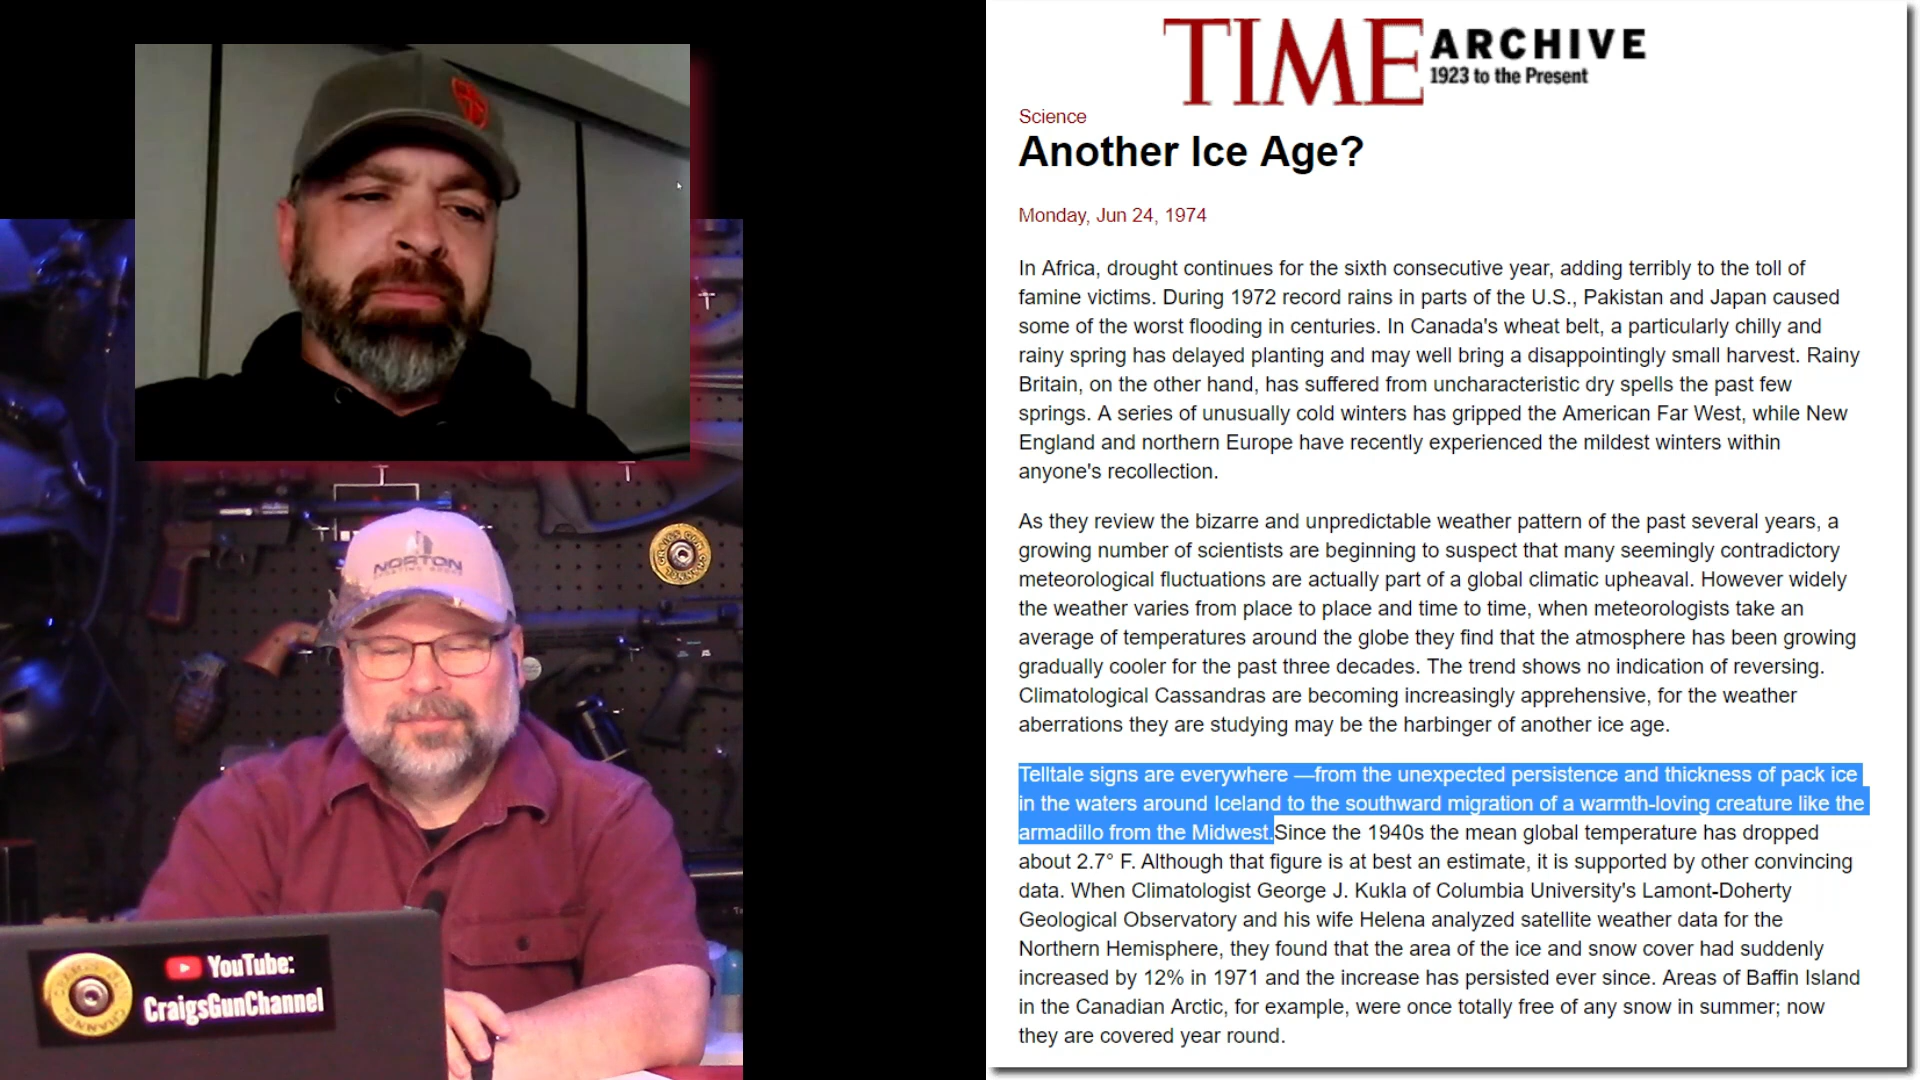 TIME ARCHIVE
1923 to the Present
Science
Another Ice Age?
Monday, Jun 24, 1974
In Africa, drought continues for the sixth consecutive year, adding terribly to the toll of
famine victims. During 1972 record rains in parts of the U.S., Pakistan and Japan caused
some of the worst flooding in centuries. In Canada's wheat belt, a particularly chilly and
rainy spring has delayed planting and may well bring a disappointingly small harvest. Rainy
Britain, on the other hand, has suffered from uncharacteristic dry spells the past few
springs. A series of unusually cold winters has gripped the American Far West, while New
England and northern Europe have recently experienced the mildest winters within
anyone's recollection.
As they review the bizarre and unpredictable weather pattern of the past several years, a
growing number of scientists are beginning to suspect that many seemingly contradictory
meteorological fluctuations are actually part of a global climatic upheaval. However widely
the weather varies from place to place and time to time, when meteorologists take an
average of temperatures around the globe they find that the atmosphere has been growing
gradually cooler for the past three decades. The trend shows no indication of reversing.
Climatological Cassandras are becoming increasingly apprehensive, for the weather
aberrations they are studying may be the harbinger of another ice age.
Telltale signs are everywhere —from the unexpected persistence and thickness of pack ice
in the waters around Iceland to the southward migration of a warmth-loving creature like the
armadillo from the Midwest.Since the 1940s the mean global temperature has dropped
about 2.7° F. Although that figure is at best an estimate, it is supported by other convincing
data. When Climatologist George J. Kukla of Columbia University's Lamont-Doherty
Geological Observatory and his wife Helena analyzed satellite weather data for the
Northern Hemisphere, they found that the area of the ice and snow cover had suddenly
increased by 12% in 1971 and the increase has persisted ever since. Areas of Baffin Island
in the Canadian Arctic, for example, were once totally free of any snow in summer; now
they are covered year round.
NORTON
YouTube:
CraigsGunChannel